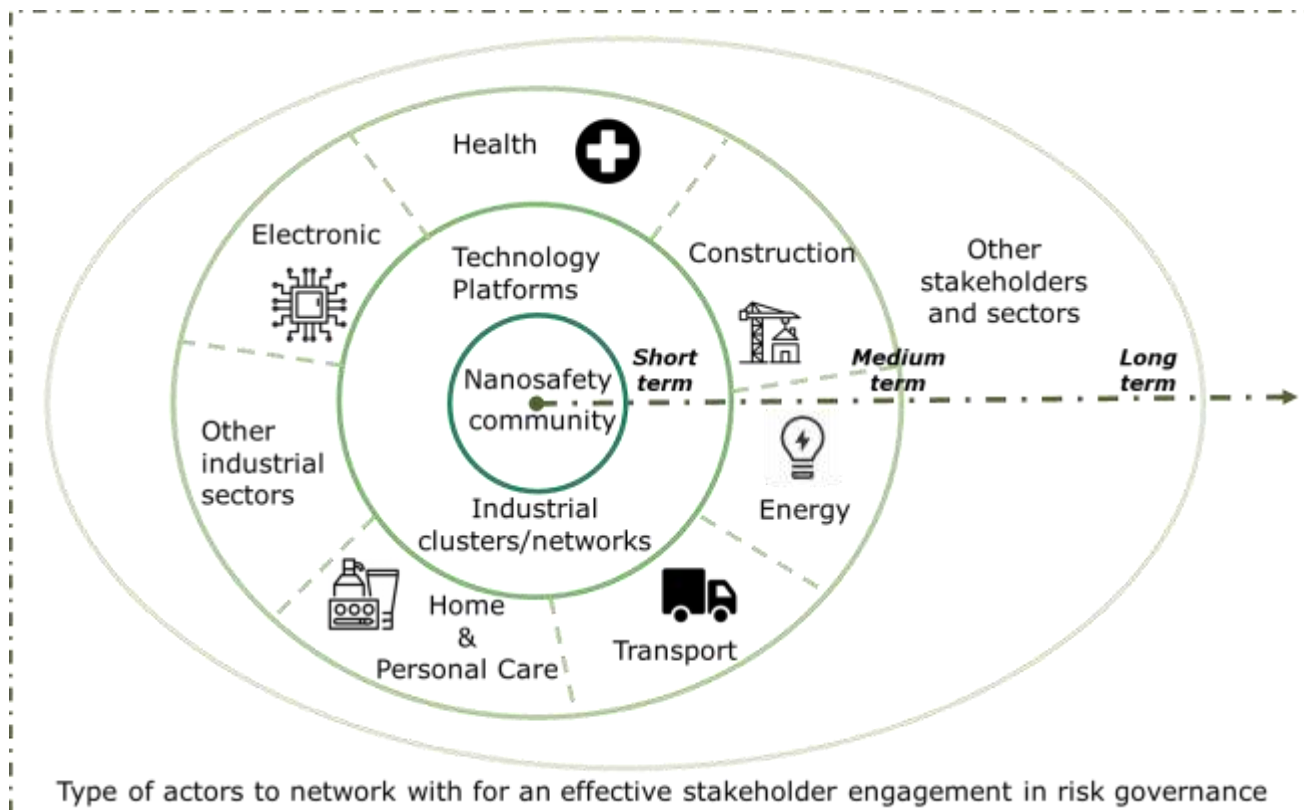 Health
Electronic
Technology
Platforms
Construction
Other
stakeholders
and sectors
Short
term
Medium
term
Long
term
Nanosafety
community
Other
industrial
sectors
Industrial
clusters/networks
Energy
Home
&
Personal Care
Transport
Type of actors to network with for an effective stakeholder engagement in risk governance